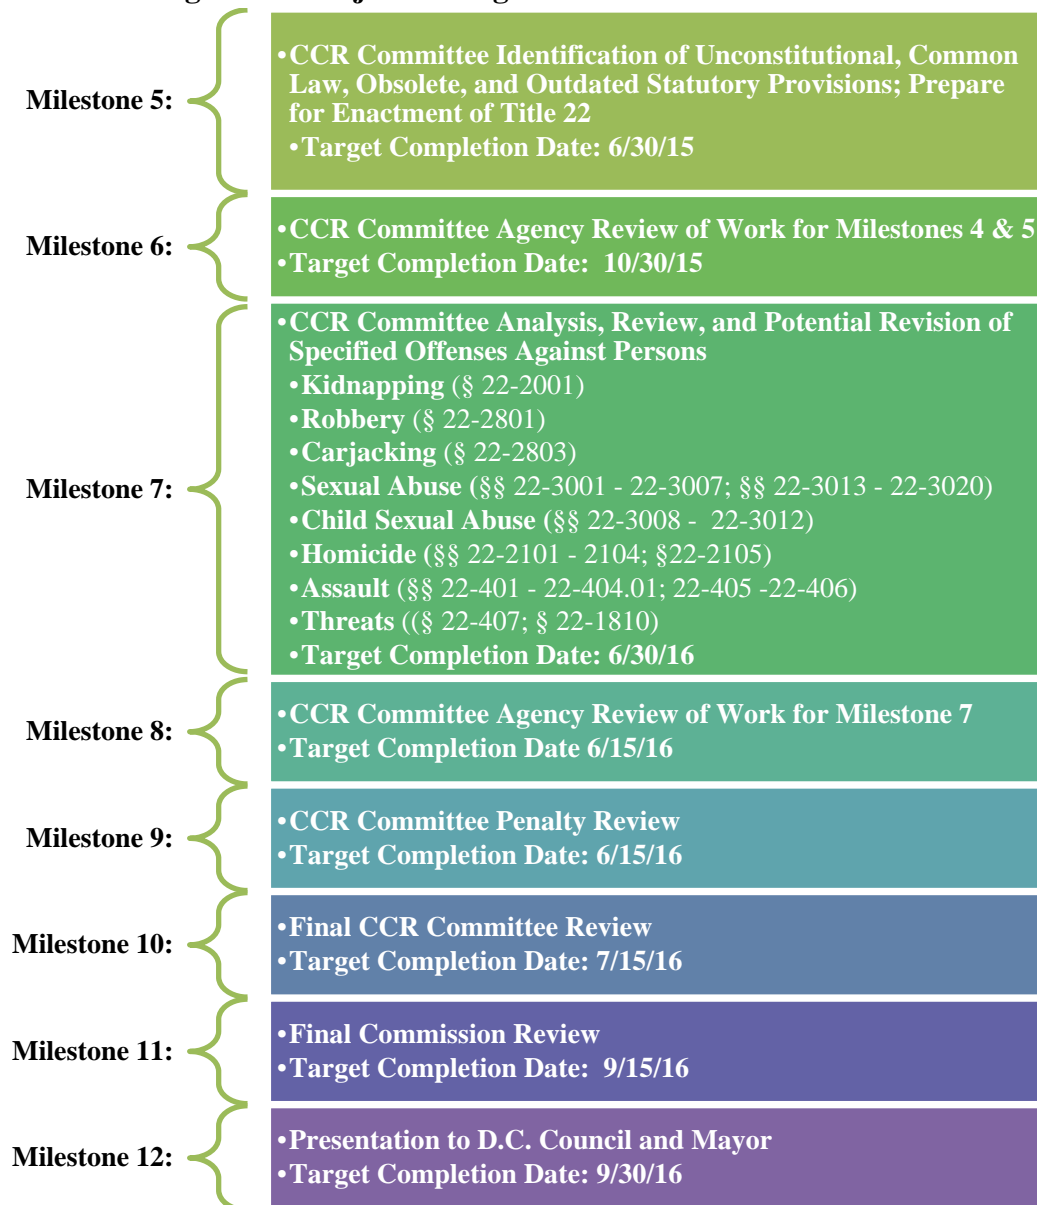 Milestone 5:
•CCR Committee Identification of Unconstitutional, Common
Law, Obsolete, and Outdated Statutory Provisions; Prepare
for Enactment of Title 22
•Target Completion Date: 6/30/15
Milestone 6:
•CCR Committee Agency Review of Work for Milestones 4 & 5
•Target Completion Date:  10/30/15
Milestone 7:
•CCR Committee Analysis, Review, and Potential Revision of
Specified Offenses Against Persons
•Kidnapping (§ 22-2001)
•Robbery (§ 22-2801)
•Carjacking (§ 22-2803)
•Sexual Abuse (§§ 22-3001 - 22-3007; §§ 22-3013 - 22-3020)
•Child Sexual Abuse (§§ 22-3008 -  22-3012)
•Homicide (§§ 22-2101 - 2104; §22-2105)
•Assault (§§ 22-401 - 22-404.01; 22-405 -22-406)
•Threats ((§ 22-407; § 22-1810)
•Target Completion Date: 6/30/16
Milestone 8:
•CCR Committee Agency Review of Work for Milestone 7
•Target Completion Date 6/15/16
Milestone 9:
•CCR Committee Penalty Review
•Target Completion Date: 6/15/16
Milestone 10:
•Final CCR Committee Review
•Target Completion Date: 7/15/16
Milestone 11:
•Final Commission Review
•Target Completion Date:  9/15/16
Milestone 12:
•Presentation to D.C. Council and Mayor
•Target Completion Date: 9/30/16